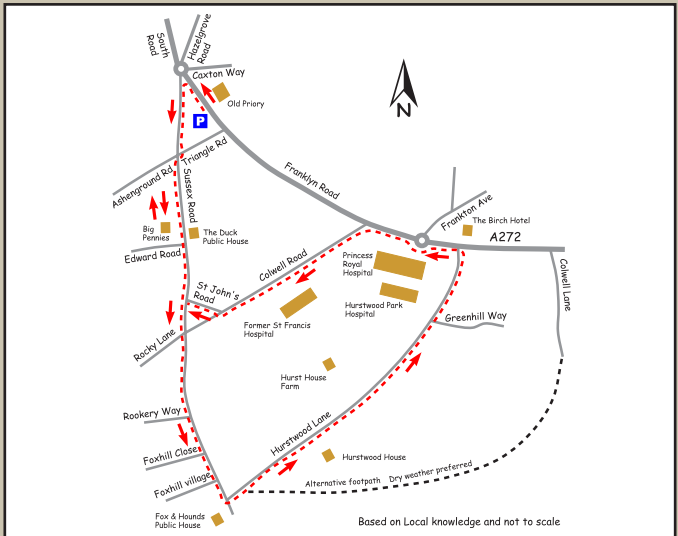 South
Road
Hazelgrove
Road
Caxton Way
Old Priory
P
N
Triangle Rd
Ashenground Rd
Sussex Road
Franklyn Road
Frankton Ave
The Birch Hotel
A272
Big
Pennies
The Duck
Public House
Edward Road
Colwell Road
Princess
Royal
Hospital
Colwell Lane
St John's
Road
Hurstwood Park
Hospital
Former St Francis
Hospital
Greenhill Way
Rocky Lane
Hurst House
Farm
Rookery Way
Hurstwood Lane
Foxhill Close
Hurstwood House
Foxhill village
Alternative footpath Dry weather preferred
Fox & Hounds
Public House
Based on Local knowledge and not to scale